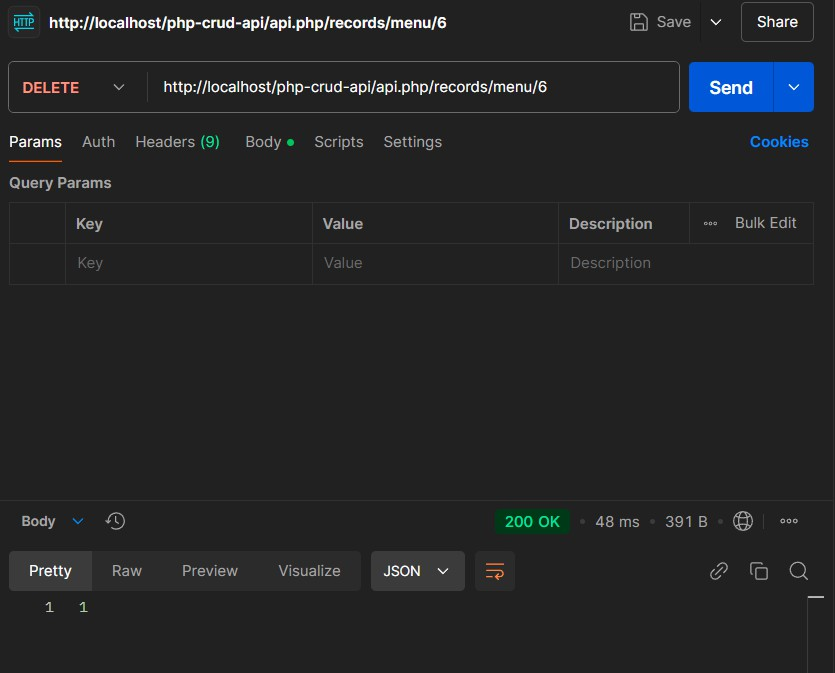 HTTP http://localhost/php-crud-api/api.php/records/menu/6 Save Share
DELETE http://localhost/php-crud-api/api.php/records/menu/6 Send
Params Auth Headers (9) Body Scripts Settings Cookies
Query Params
Key Value Description Bulk Edit
Key Value Description
Body 200 OK 48 ms 391 B
Pretty Raw Preview Visualize JSON
1 1